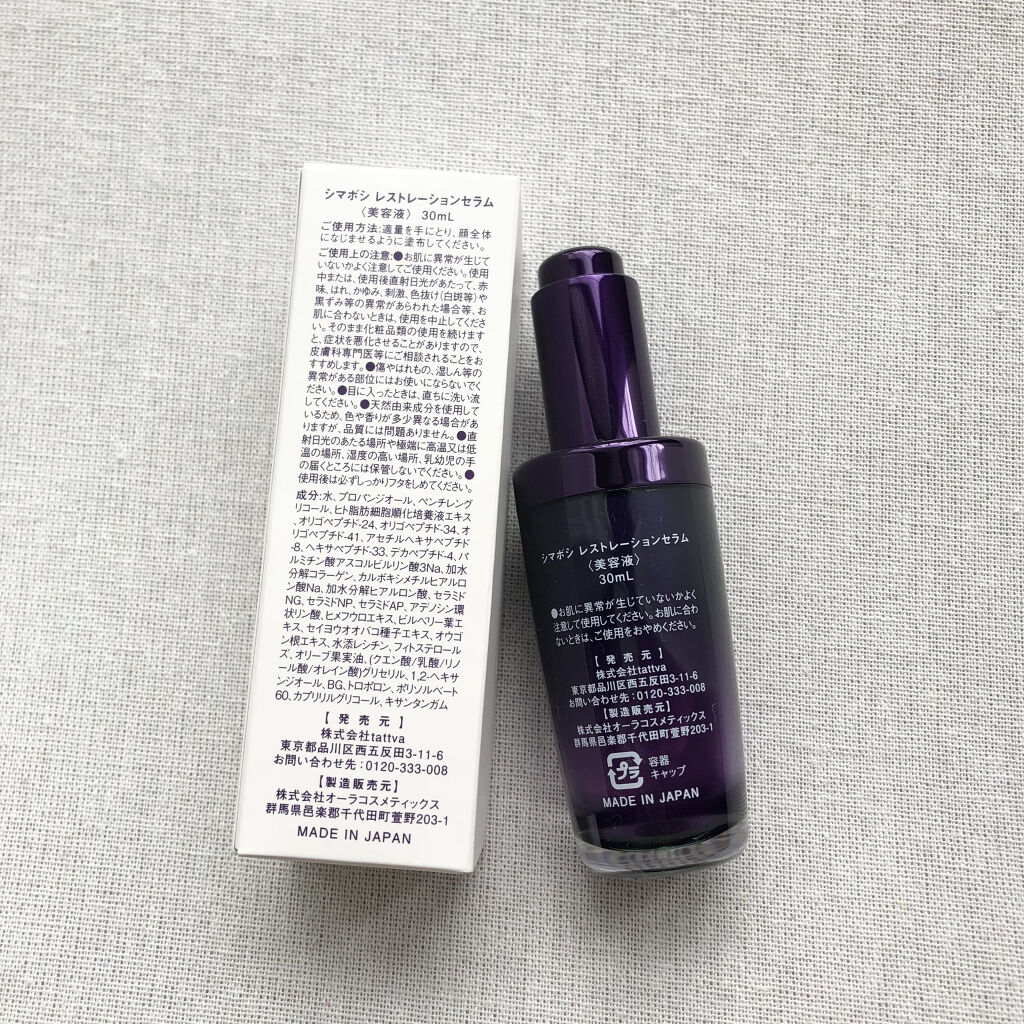 シマボシ レストレーションセラム
〈美容液〉 30mL
ご使用方法:適量を手にとり、顔全体
になじませるように塗布してください。
ご使用上の注意:●お肌に異常が生じて
いないかよく注意してご使用ください。使用
中または、使用後直射日光があたって、赤
味、はれ、かゆみ、刺激、色抜け(白斑等)や
黒ずみ等の異常があらわれた場合等、お
肌に合わないときは、使用を中止してくださ
い。そのまま化粧品類の使用を続けます
と、症状を悪化させることがありますので、
皮膚科専門医等にご相談されることをお
すすめします。●傷やはれもの、湿しん等の
異常がある部位にはお使いにならないでく
ださい。●目に入ったときは、直ちに洗い流
してください。●天然由来成分を使用して
いるため、色や香りが多少異なる場合があ
りますが、品質には問題ありません。●直
射日光のあたる場所や極端に高温又は低
温の場所、湿度の高い場所、乳幼児の手
の届くところには保管しないでください。●
使用後は必ずしっかりフタをしめてください。
成分:水、プロパンジオール、ペンチレング
リコール、ヒト脂肪細胞順化培養液エキス
、オリゴペプチド-24、オリゴペプチド-34、オ
リゴペプチド-41、アセチルヘキサペプチド
-8、ヘキサペプチド-33、デカペプチド-4、パ
ルミチン酸アスコルビルリン酸3Na、加水
分解コラーゲン、カルボキシメチルヒアルロ
ン酸Na、加水分解ヒアルロン酸、セラミド
NG、セラミドNP、セラミドAP、アデノシン環
状リン酸、ヒメフウロエキス、ビルベリー葉エ
キス、セイヨウオオバコ種子エキス、オウゴ
ン根エキス、水添レシチン、フィトステロール
ズ、オリーブ果実油、(クエン酸/乳酸/リノ
ール酸/オレイン酸)グリセリル、1,2-ヘキサ
ンジオール、BG、トロポロン、ポリソルベート
60、カプリリルグリコール、キサンタンガム
【発売元】
株式会社tattva
東京都品川区西五反田3-11-6
お問い合わせ先:0120-333-008
【製造販売元】
株式会社オーラコスメティックス
群馬県邑楽郡千代田町萱野203-1
MADE IN JAPAN
シマボシ レストレーションセラム
〈美容液〉
30mL
●お肌に異常が生じていないかよく
注意して使用してください。お肌に合わ
ないときは、ご使用をおやめください。
【発売元】
株式会社tattva
東京都品川区西五反田3-11-6
お問い合わせ先:0120-333-008
【製造販売元】
株式会社オーラコスメティックス
群馬県邑楽郡千代田町萱野203-1
プラ
容器
キャップ
MADE IN JAPAN